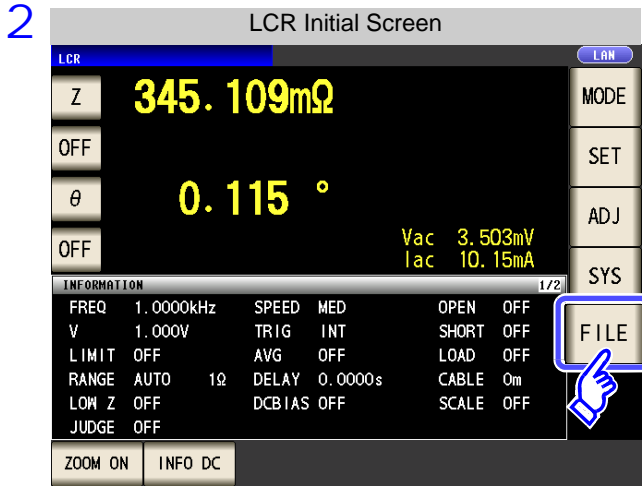 2
LCR Initial Screen
LCR
LAN
Z
345.109mΩ
MODE
OFF
SET
θ
0.115 °
ADJ
OFF
Vac 3.503mV
Iac 10.15mA
SYS
INFORMATION 1/2
FREQ 1.0000kHz SPEED MED OPEN OFF
V 1.000V TRIG INT SHORT OFF
FILE
LIMIT OFF AVG OFF LOAD OFF
RANGE AUTO 1Ω DELAY 0.0000s CABLE 0m
LOW Z OFF DCBIAS OFF SCALE OFF
JUDGE OFF
ZOOM ON
INFO DC